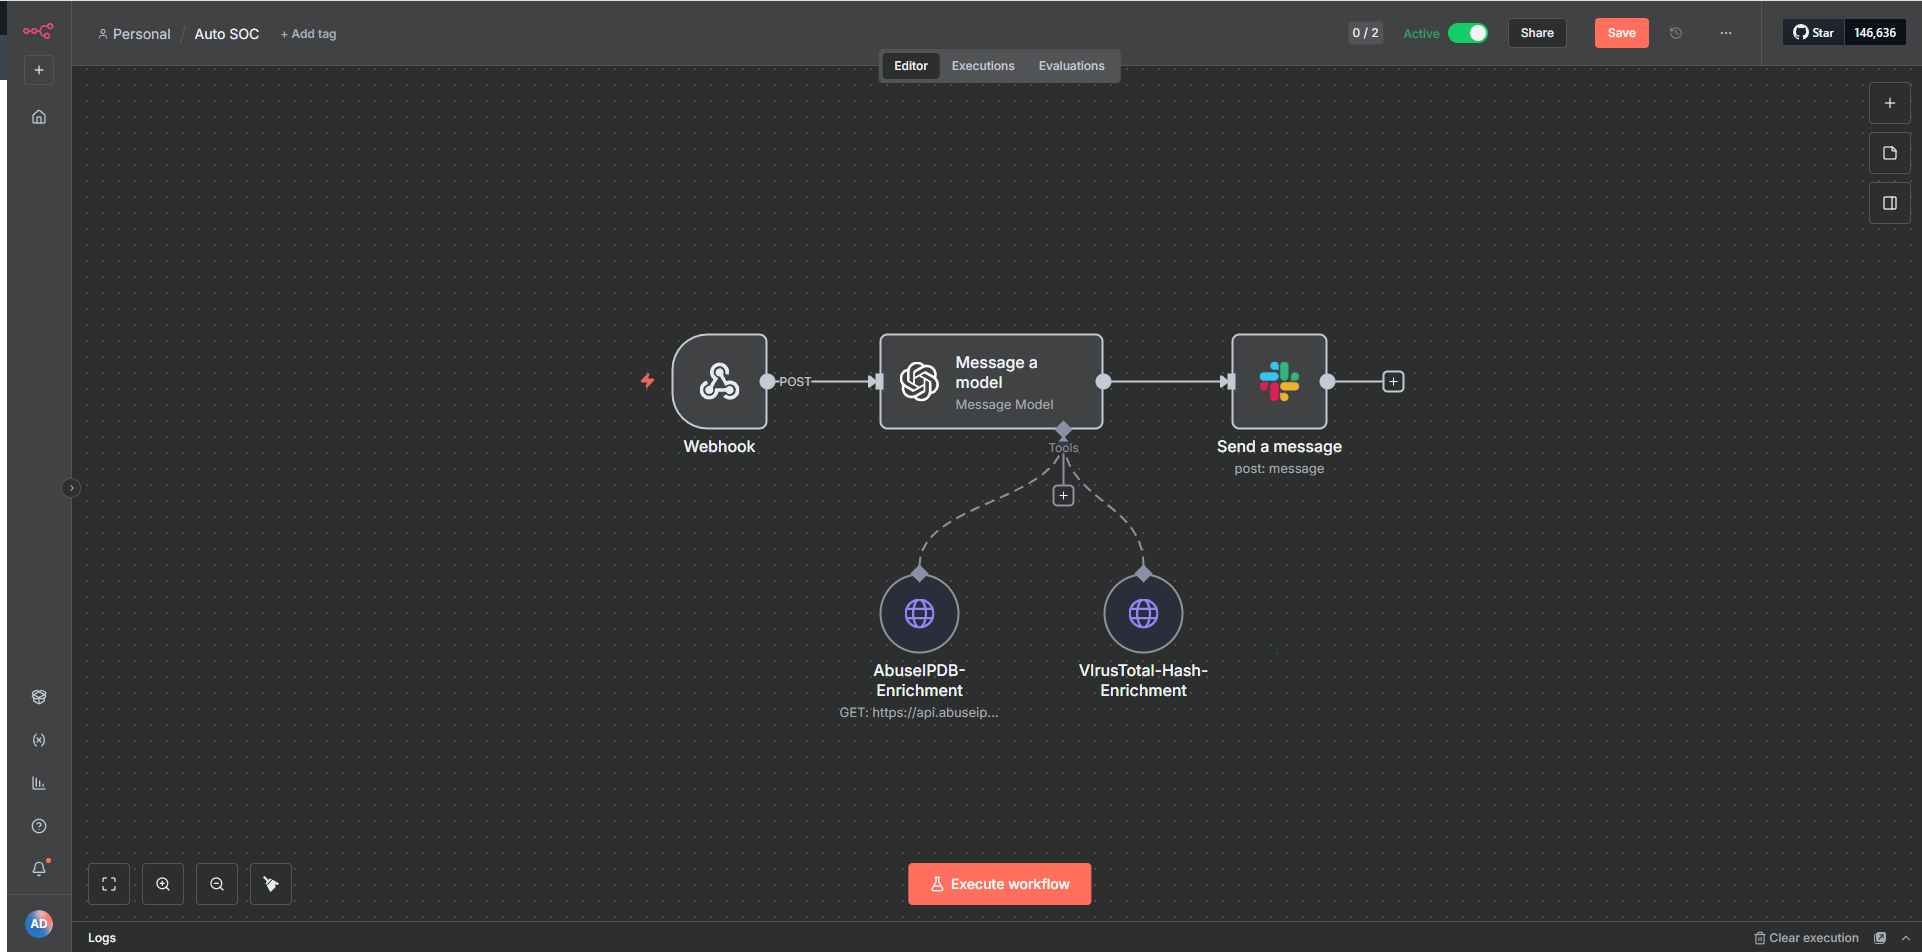 Personal / Auto SOC + Add tag
0 / 2 Active Share Save ... Star 146,636
Editor Executions Evaluations
POST
Message a
model
Message Model
Webhook
Tools
Send a message
post: message
AbuseIPDB-
Enrichment
GET: https://api.abuseip...
VIrusTotal-Hash-
Enrichment
Execute workflow
AD
Logs Clear execution